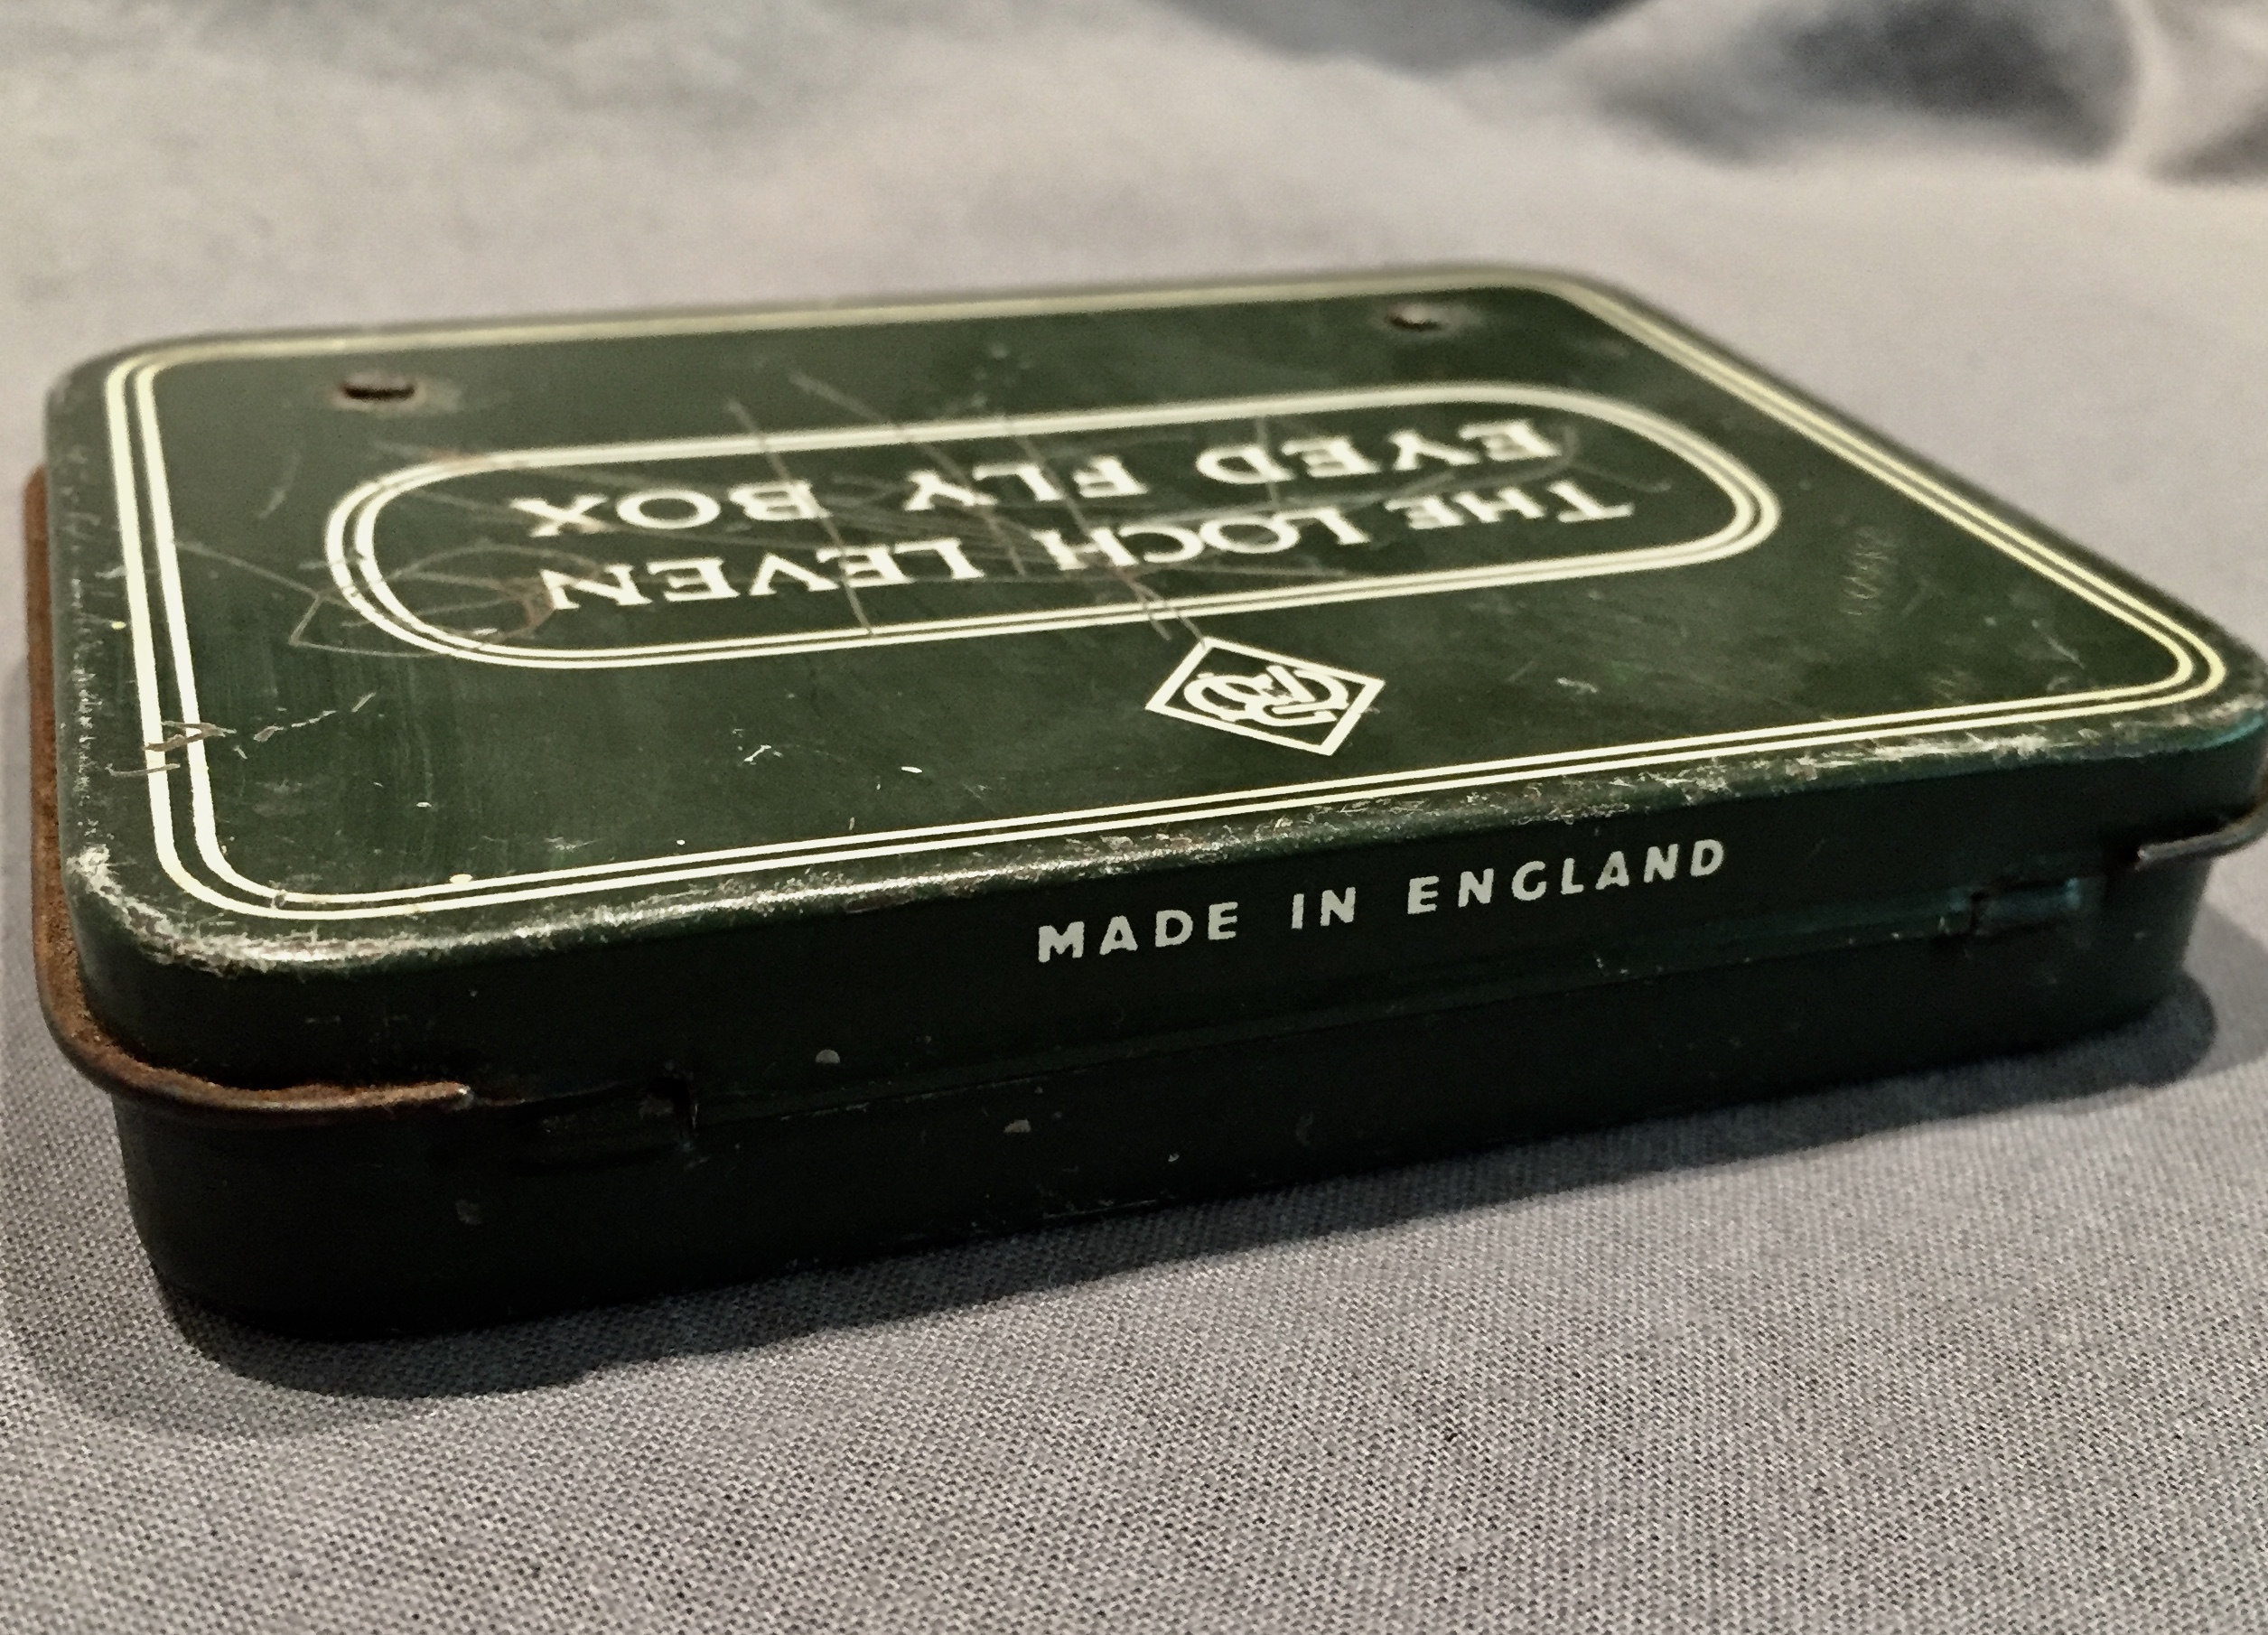 THE LOCH LEVEN
EYED FLY BOX
MADE IN ENGLAND